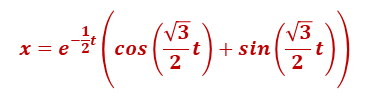 x = e^{-\frac{1}{2}t} \left( cos \left( \frac{\sqrt{3}}{2} t \right) + sin \left( \frac{\sqrt{3}}{2} t \right) \right)